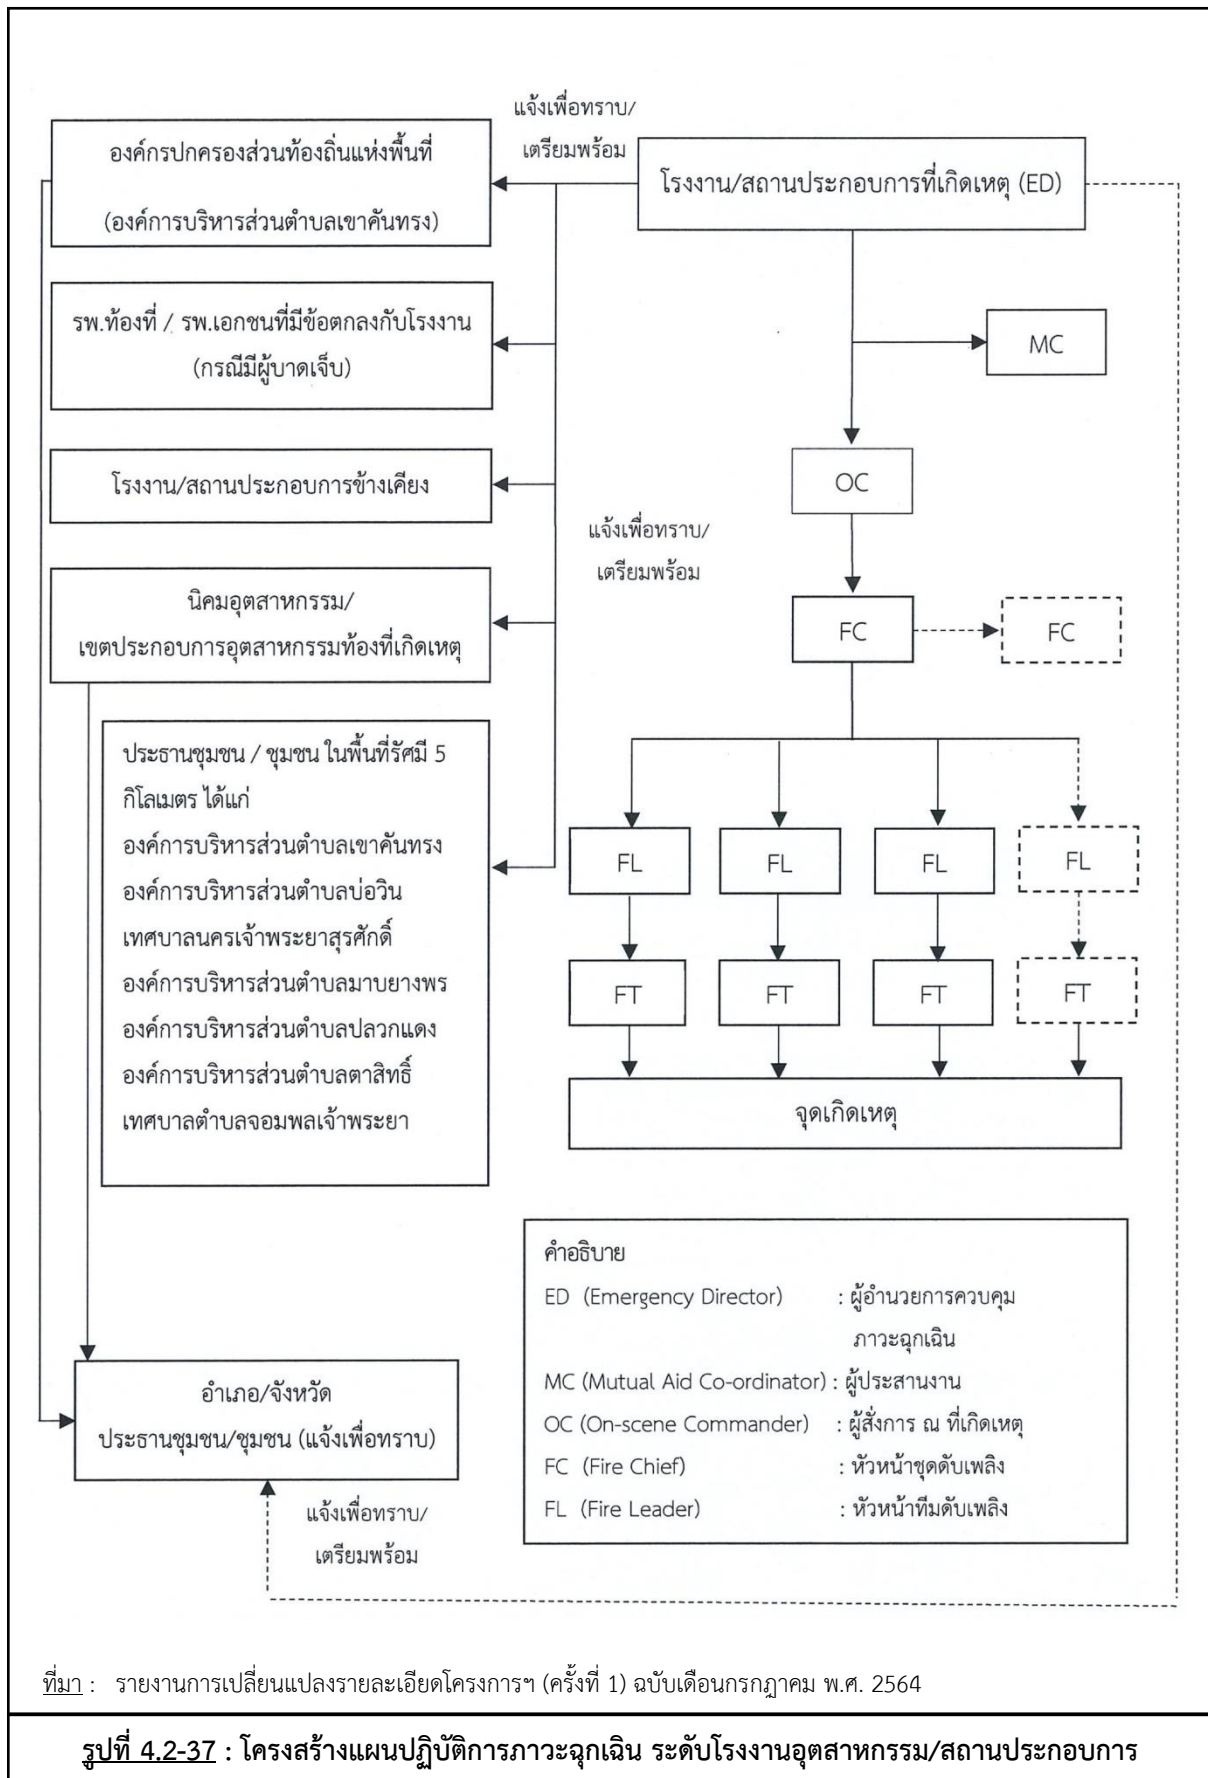 แจ้งเพื่อทราบ/
เตรียมพร้อม
องค์กรปกครองส่วนท้องถิ่นแห่งพื้นที่
(องค์การบริหารส่วนตำบลเขาคันทรง)
โรงงาน/สถานประกอบการที่เกิดเหตุ (ED)
รพ.ท้องที่ / รพ.เอกชนที่มีข้อตกลงกับโรงงาน
(กรณีมีผู้บาดเจ็บ)
MC
โรงงาน/สถานประกอบการข้างเคียง
OC
แจ้งเพื่อทราบ/
เตรียมพร้อม
นิคมอุตสาหกรรม/
เขตประกอบการอุตสาหกรรมท้องที่เกิดเหตุ
FC
FC
ประธานชุมชน / ชุมชน ในพื้นที่รัศมี 5
กิโลเมตร ได้แก่
องค์การบริหารส่วนตำบลเขาคันทรง
องค์การบริหารส่วนตำบลบ่อวิน
เทศบาลนครเจ้าพระยาสุรศักดิ์
องค์การบริหารส่วนตำบลมาบยางพร
องค์การบริหารส่วนตำบลปลวกแดง
องค์การบริหารส่วนตำบลตาสิทธิ์
เทศบาลตำบลจอมพลเจ้าพระยา
FL FL FL FL
FT FT FT FT
จุดเกิดเหตุ
คำอธิบาย
ED (Emergency Director) : ผู้อำนวยการควบคุม
ภาวะฉุกเฉิน
MC (Mutual Aid Co-ordinator) : ผู้ประสานงาน
OC (On-scene Commander) : ผู้สั่งการ ณ ที่เกิดเหตุ
FC (Fire Chief) : หัวหน้าชุดดับเพลิง
FL (Fire Leader) : หัวหน้าทีมดับเพลิง
อำเภอ/จังหวัด
ประธานชุมชน/ชุมชน (แจ้งเพื่อทราบ)
แจ้งเพื่อทราบ/
เตรียมพร้อม
ที่มา : รายงานการเปลี่ยนแปลงรายละเอียดโครงการฯ (ครั้งที่ 1) ฉบับเดือนกรกฎาคม พ.ศ. 2564
รูปที่ 4.2-37 : โครงสร้างแผนปฏิบัติการภาวะฉุกเฉิน ระดับโรงงานอุตสาหกรรม/สถานประกอบการ